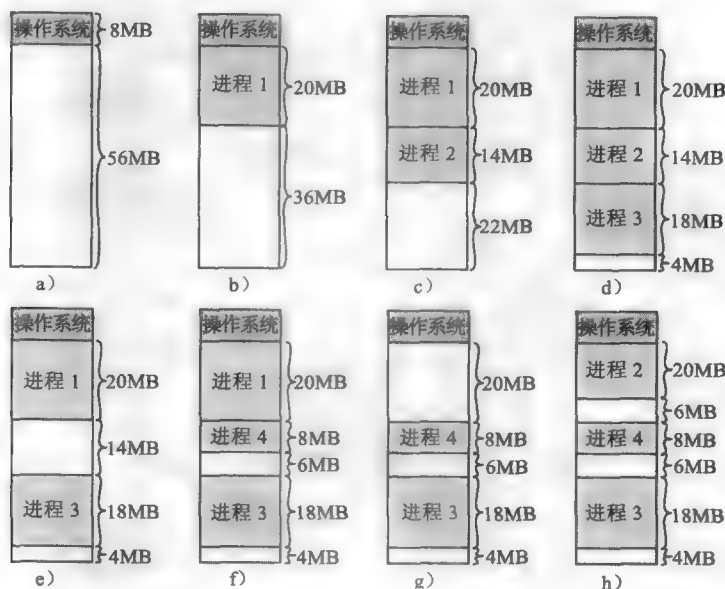 操作系统
8MB
56MB
a)
操作系统
进程 1
20MB
36MB
b)
操作系统
进程 1
20MB
进程 2
14MB
22MB
c)
操作系统
进程 1
20MB
进程 2
14MB
进程 3
18MB
4MB
d)
操作系统
进程 1
20MB
14MB
进程 3
18MB
4MB
e)
操作系统
进程 1
20MB
进程 4
8MB
6MB
进程 3
18MB
4MB
f)
操作系统
20MB
进程 4
8MB
6MB
进程 3
18MB
4MB
g)
操作系统
进程 2
20MB
6MB
进程 4
8MB
6MB
进程 3
18MB
4MB
h)